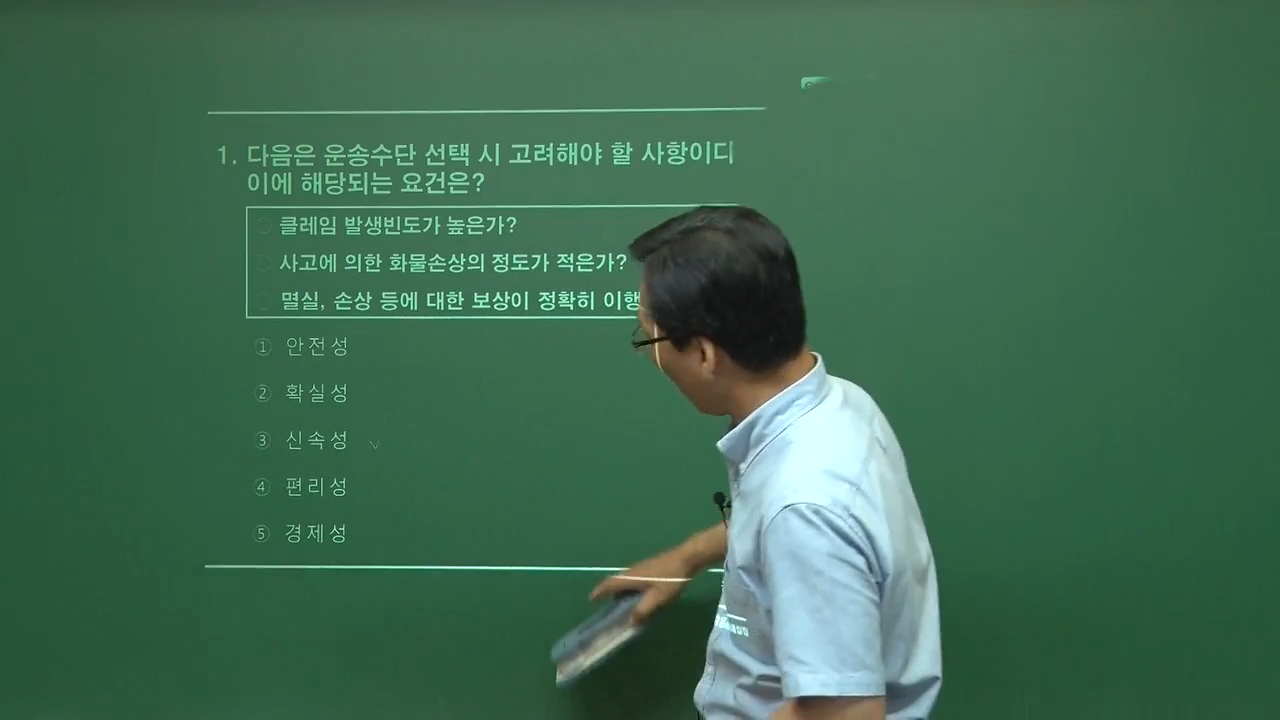 1. 다음은 운송수단 선택 시 고려해야 할 사항이다
이에 해당되는 요건은?
클레임 발생빈도가 높은가?
사고에 의한 화물손상의 정도가 적은가?
멸실, 손상 등에 대한 보상이 정확히 이행
① 안전성
② 확실성
③ 신속성
④ 편리성
⑤ 경제성